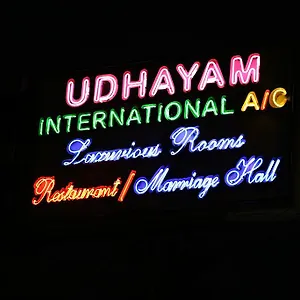 UDHAYAM
INTERNATIONAL A/C
Luxurious Rooms
Restaurant / Marriage Hall